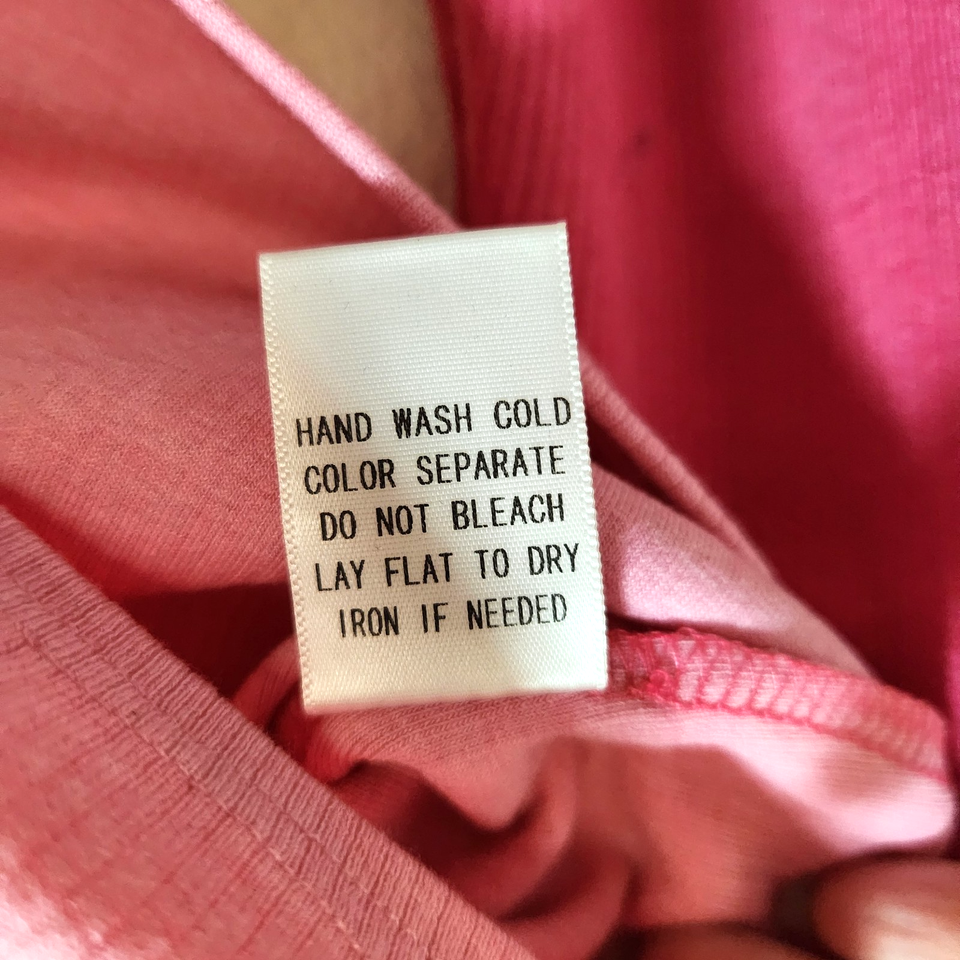 HAND WASH COLD
COLOR SEPARATE
DO NOT BLEACH
LAY FLAT TO DRY
IRON IF NEEDED